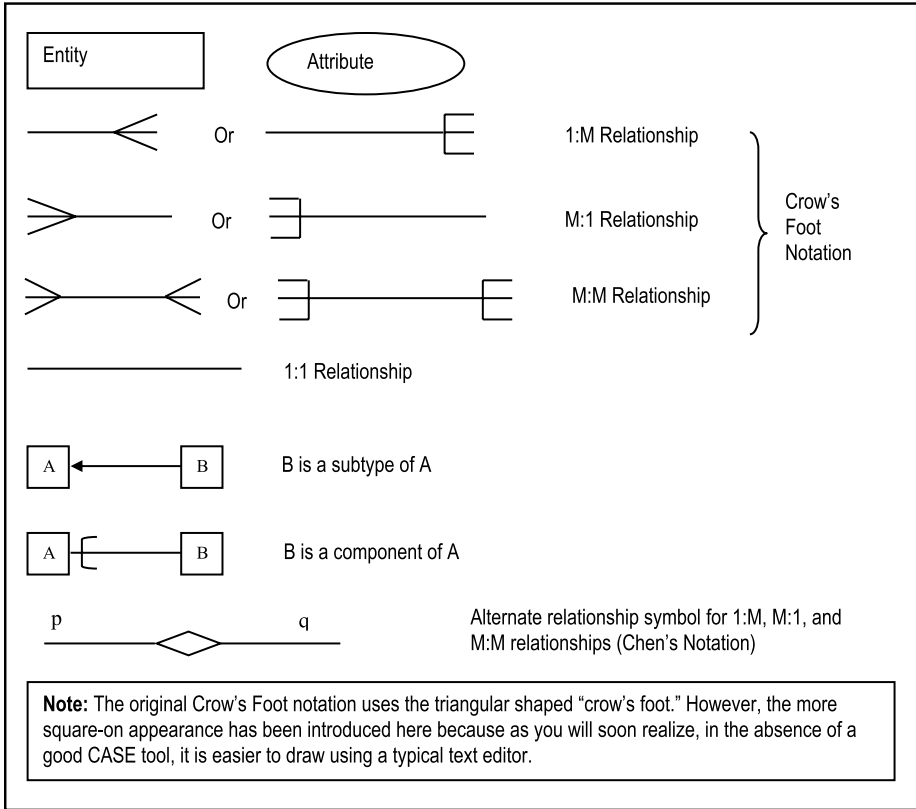 Entity
Attribute
Or
1:M Relationship
Or
M:1 Relationship
Crow’s
Foot
Notation
Or
M:M Relationship
1:1 Relationship
A
B
B is a subtype of A
A
B
B is a component of A
p
q
Alternate relationship symbol for 1:M, M:1, and
M:M relationships (Chen’s Notation)
Note: The original Crow’s Foot notation uses the triangular shaped “crow’s foot.” However, the more
square-on appearance has been introduced here because as you will soon realize, in the absence of a
good CASE tool, it is easier to draw using a typical text editor.